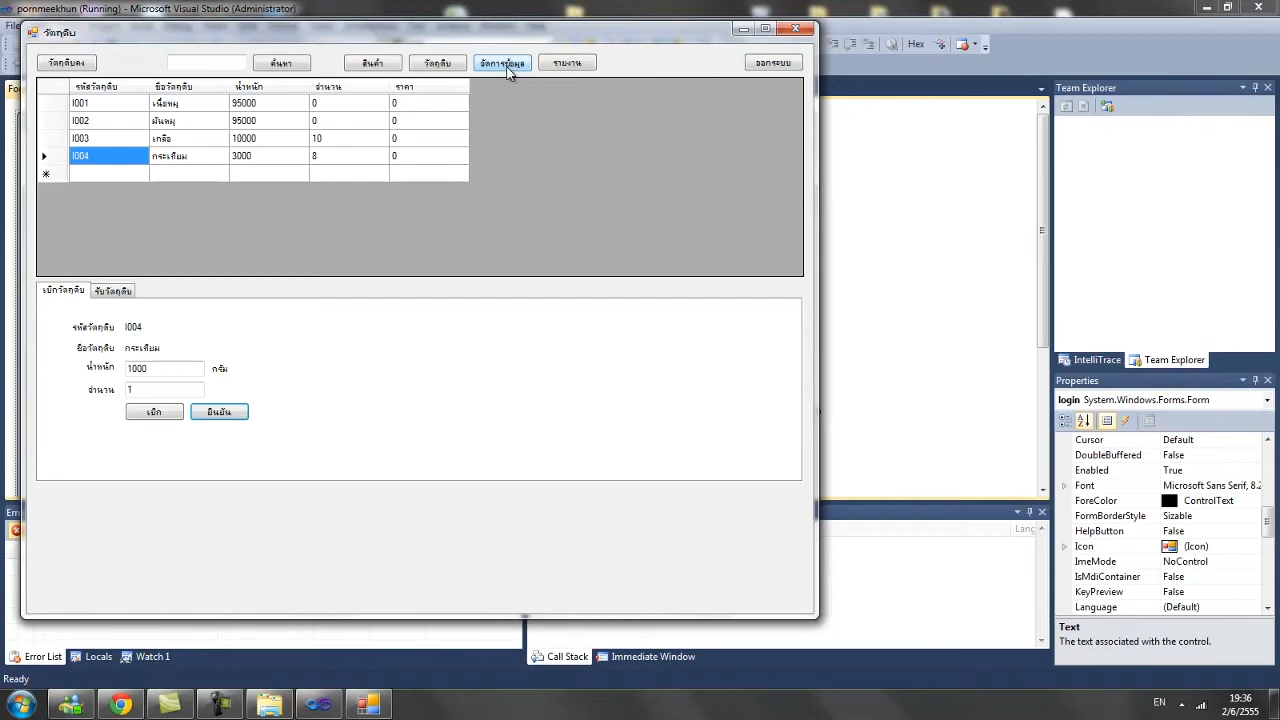 pornmeekhun (Running) - Microsoft Visual Studio (Administrator)
วัตถุดิบ
Hex
วัตถุดิบคง
ค้นหา
สินค้า
วัตถุดิบ
จัดการข้อมูล
รายงาน
ออกระบบ
รหัสวัตถุดิบ ชื่อวัตถุดิบ น้ำหนัก จำนวน ราคา
I001 เนื้อหมู 95000 0 0
I002 มันหมู 95000 0 0
I003 เกลือ 10000 10 0
I004 กระเทียม 3000 8 0
เบิกวัตถุดิบ รับวัตถุดิบ
รหัสวัตถุดิบ I004
ชื่อวัตถุดิบ กระเทียม
น้ำหนัก 1000 กรัม
จำนวน 1
เบิก ยืนยัน
Team Explorer
IntelliTrace Team Explorer
Properties
login System.Windows.Forms.Form
Cursor Default
DoubleBuffered False
Enabled True
Font Microsoft Sans Serif, 8.2
ForeColor ControlText
FormBorderStyle Sizable
HelpButton False
Icon (Icon)
ImeMode NoControl
IsMdiContainer False
KeyPreview False
Language (Default)
Text
The text associated with the control.
Lang
Error List Locals Watch 1
Call Stack Immediate Window
Ready
EN
19:36
2/6/2555